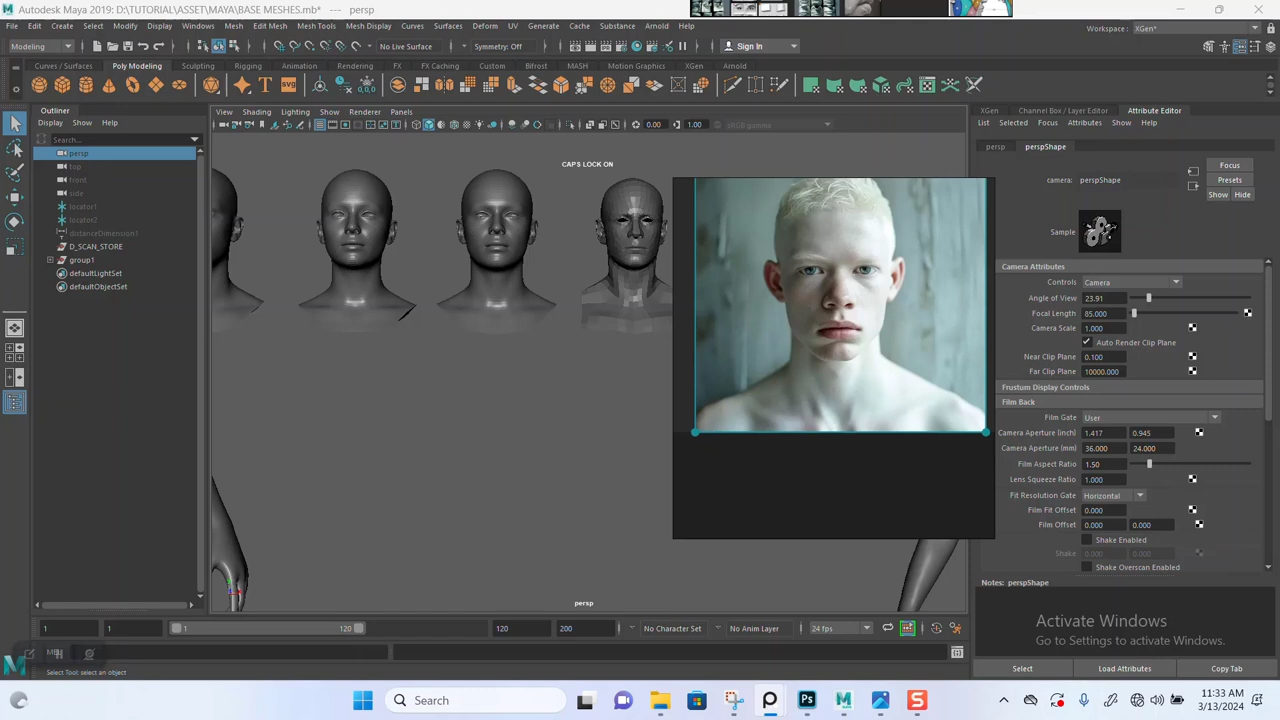 Autodesk Maya 2019: D:\TUTORIAL\ASSET\MAYA\BASE MESHES.mb* --- persp
File Edit Create Select Modify Display Windows Mesh Edit Mesh Mesh Tools Mesh Display Curves Surfaces Deform UV Generate Cache Substance Arnold Help
Workspace: XGen*
Modeling No Live Surface Symmetry: Off Sign In
Curves / Surfaces Poly Modeling Sculpting Rigging Animation Rendering FX FX Caching Custom Bifrost MASH Motion Graphics XGen Arnold
Outliner
Display Show Help
Search...
persp
top
front
side
locator1
locator2
distanceDimension1
D_SCAN_STORE
group1
defaultLightSet
defaultObjectSet
View Shading Lighting Show Renderer Panels
0.00 1.00 sRGB gamma
CAPS LOCK ON
persp
XGen Channel Box / Layer Editor Attribute Editor
List Selected Focus Attributes Show Help
persp perspShape
camera: perspShape
Focus
Presets
Show Hide
Sample
Camera Attributes
Controls Camera
Angle of View 23.91
Focal Length 85.000
Camera Scale 1.000
Auto Render Clip Plane
Near Clip Plane 0.100
Far Clip Plane 10000.000
Frustum Display Controls
Film Back
Film Gate User
Camera Aperture (inch) 1.417 0.945
Camera Aperture (mm) 36.000 24.000
Film Aspect Ratio 1.50
Lens Squeeze Ratio 1.000
Fit Resolution Gate Horizontal
Film Fit Offset 0.000
Film Offset 0.000 0.000
Shake Enabled
Shake 0.000 0.000
Shake Overscan Enabled
Notes: perspShape
Activate Windows
Go to Settings to activate Windows.
Select Load Attributes Copy Tab
1 1 1 120 120 200 No Character Set No Anim Layer 24 fps
Select Tool: select an object
Search
11:33 AM
3/13/2024